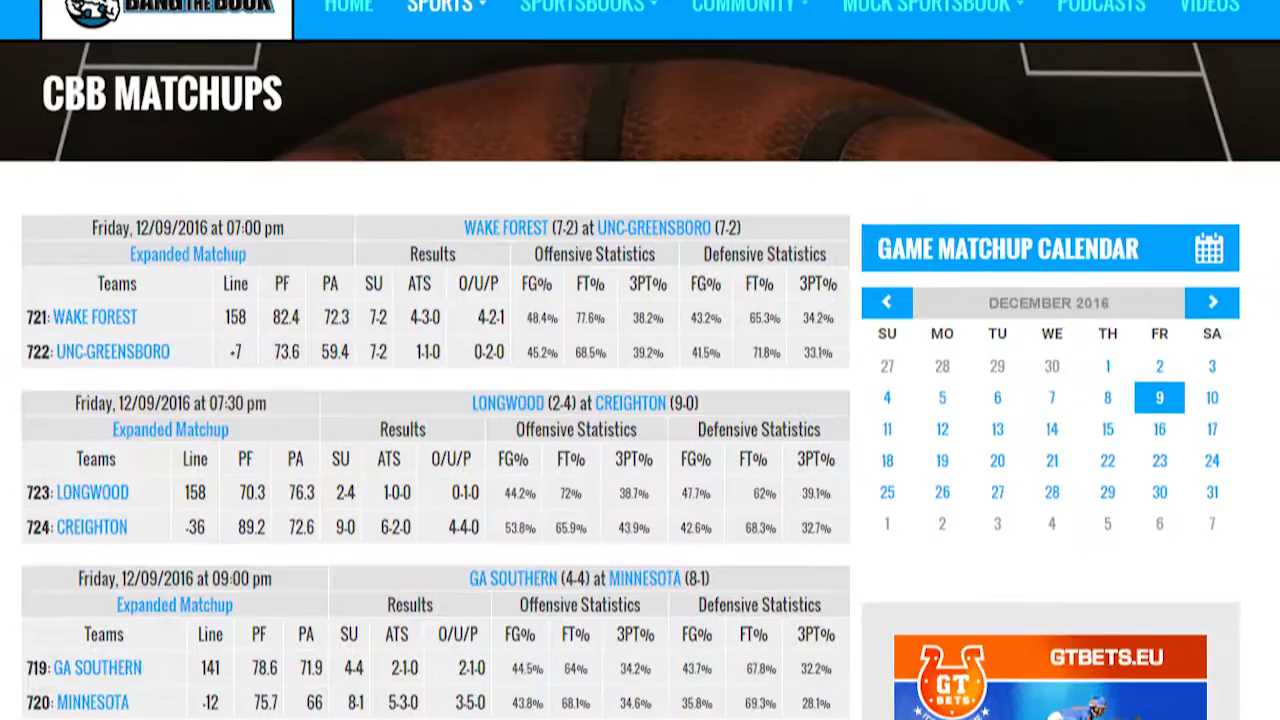 BANG THE BOOK
HOME SPORTS SPORTSBOOKS COMMUNITY MOCK SPORTSBOOK PODCASTS VIDEOS
CBB MATCHUPS
Friday, 12/09/2016 at 07:00 pm WAKE FOREST (7-2) at UNC-GREENSBORO (7-2)
Expanded Matchup Results Offensive Statistics Defensive Statistics
Teams Line PF PA SU ATS O/U/P FG% FT% 3PT% FG% FT% 3PT%
721: WAKE FOREST 158 82.4 72.3 7-2 4-3-0 4-2-1 48.4% 77.6% 38.2% 43.2% 65.3% 34.2%
722: UNC-GREENSBORO +7 73.6 59.4 7-2 1-1-0 0-2-0 45.2% 68.5% 39.2% 41.5% 71.8% 33.1%
Friday, 12/09/2016 at 07:30 pm LONGWOOD (2-4) at CREIGHTON (9-0)
Expanded Matchup Results Offensive Statistics Defensive Statistics
Teams Line PF PA SU ATS O/U/P FG% FT% 3PT% FG% FT% 3PT%
723: LONGWOOD 158 70.3 76.3 2-4 1-0-0 0-1-0 44.2% 72% 38.7% 47.7% 62% 39.1%
724: CREIGHTON -36 89.2 72.6 9-0 6-2-0 4-4-0 53.8% 65.9% 43.9% 42.6% 68.3% 32.7%
Friday, 12/09/2016 at 09:00 pm GA SOUTHERN (4-4) at MINNESOTA (8-1)
Expanded Matchup Results Offensive Statistics Defensive Statistics
Teams Line PF PA SU ATS O/U/P FG% FT% 3PT% FG% FT% 3PT%
719: GA SOUTHERN 141 78.6 71.9 4-4 2-1-0 2-1-0 44.5% 64% 34.2% 43.7% 67.8% 32.2%
720: MINNESOTA -12 75.7 66 8-1 5-3-0 3-5-0 43.8% 68.1% 34.6% 35.8% 69.3% 28.1%
GAME MATCHUP CALENDAR
DECEMBER 2016
SU MO TU WE TH FR SA
27 28 29 30 1 2 3
4 5 6 7 8 9 10
11 12 13 14 15 16 17
18 19 20 21 22 23 24
25 26 27 28 29 30 31
1 2 3 4 5 6 7
GTBETS.EU
GT
BETS